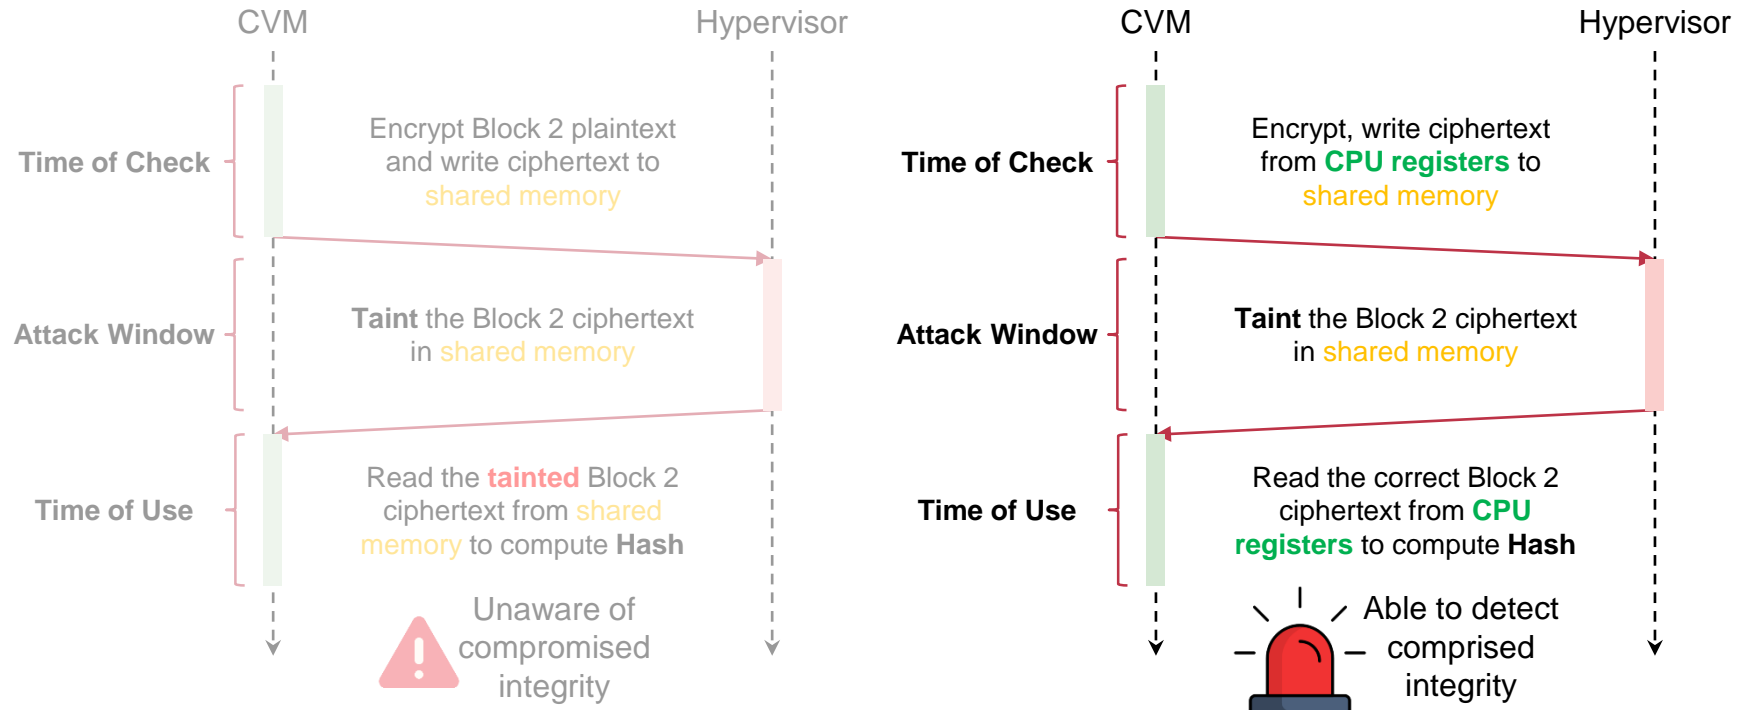 CVM
Hypervisor
Time of Check
Encrypt Block 2 plaintext
and write ciphertext to
shared memory
Attack Window
Taint the Block 2 ciphertext
in shared memory
Time of Use
Read the tainted Block 2
ciphertext from shared
memory to compute Hash
Unaware of
compromised
integrity
CVM
Hypervisor
Time of Check
Encrypt, write ciphertext
from CPU registers to
shared memory
Attack Window
Taint the Block 2 ciphertext
in shared memory
Time of Use
Read the correct Block 2
ciphertext from CPU
registers to compute Hash
Able to detect
comprised
integrity